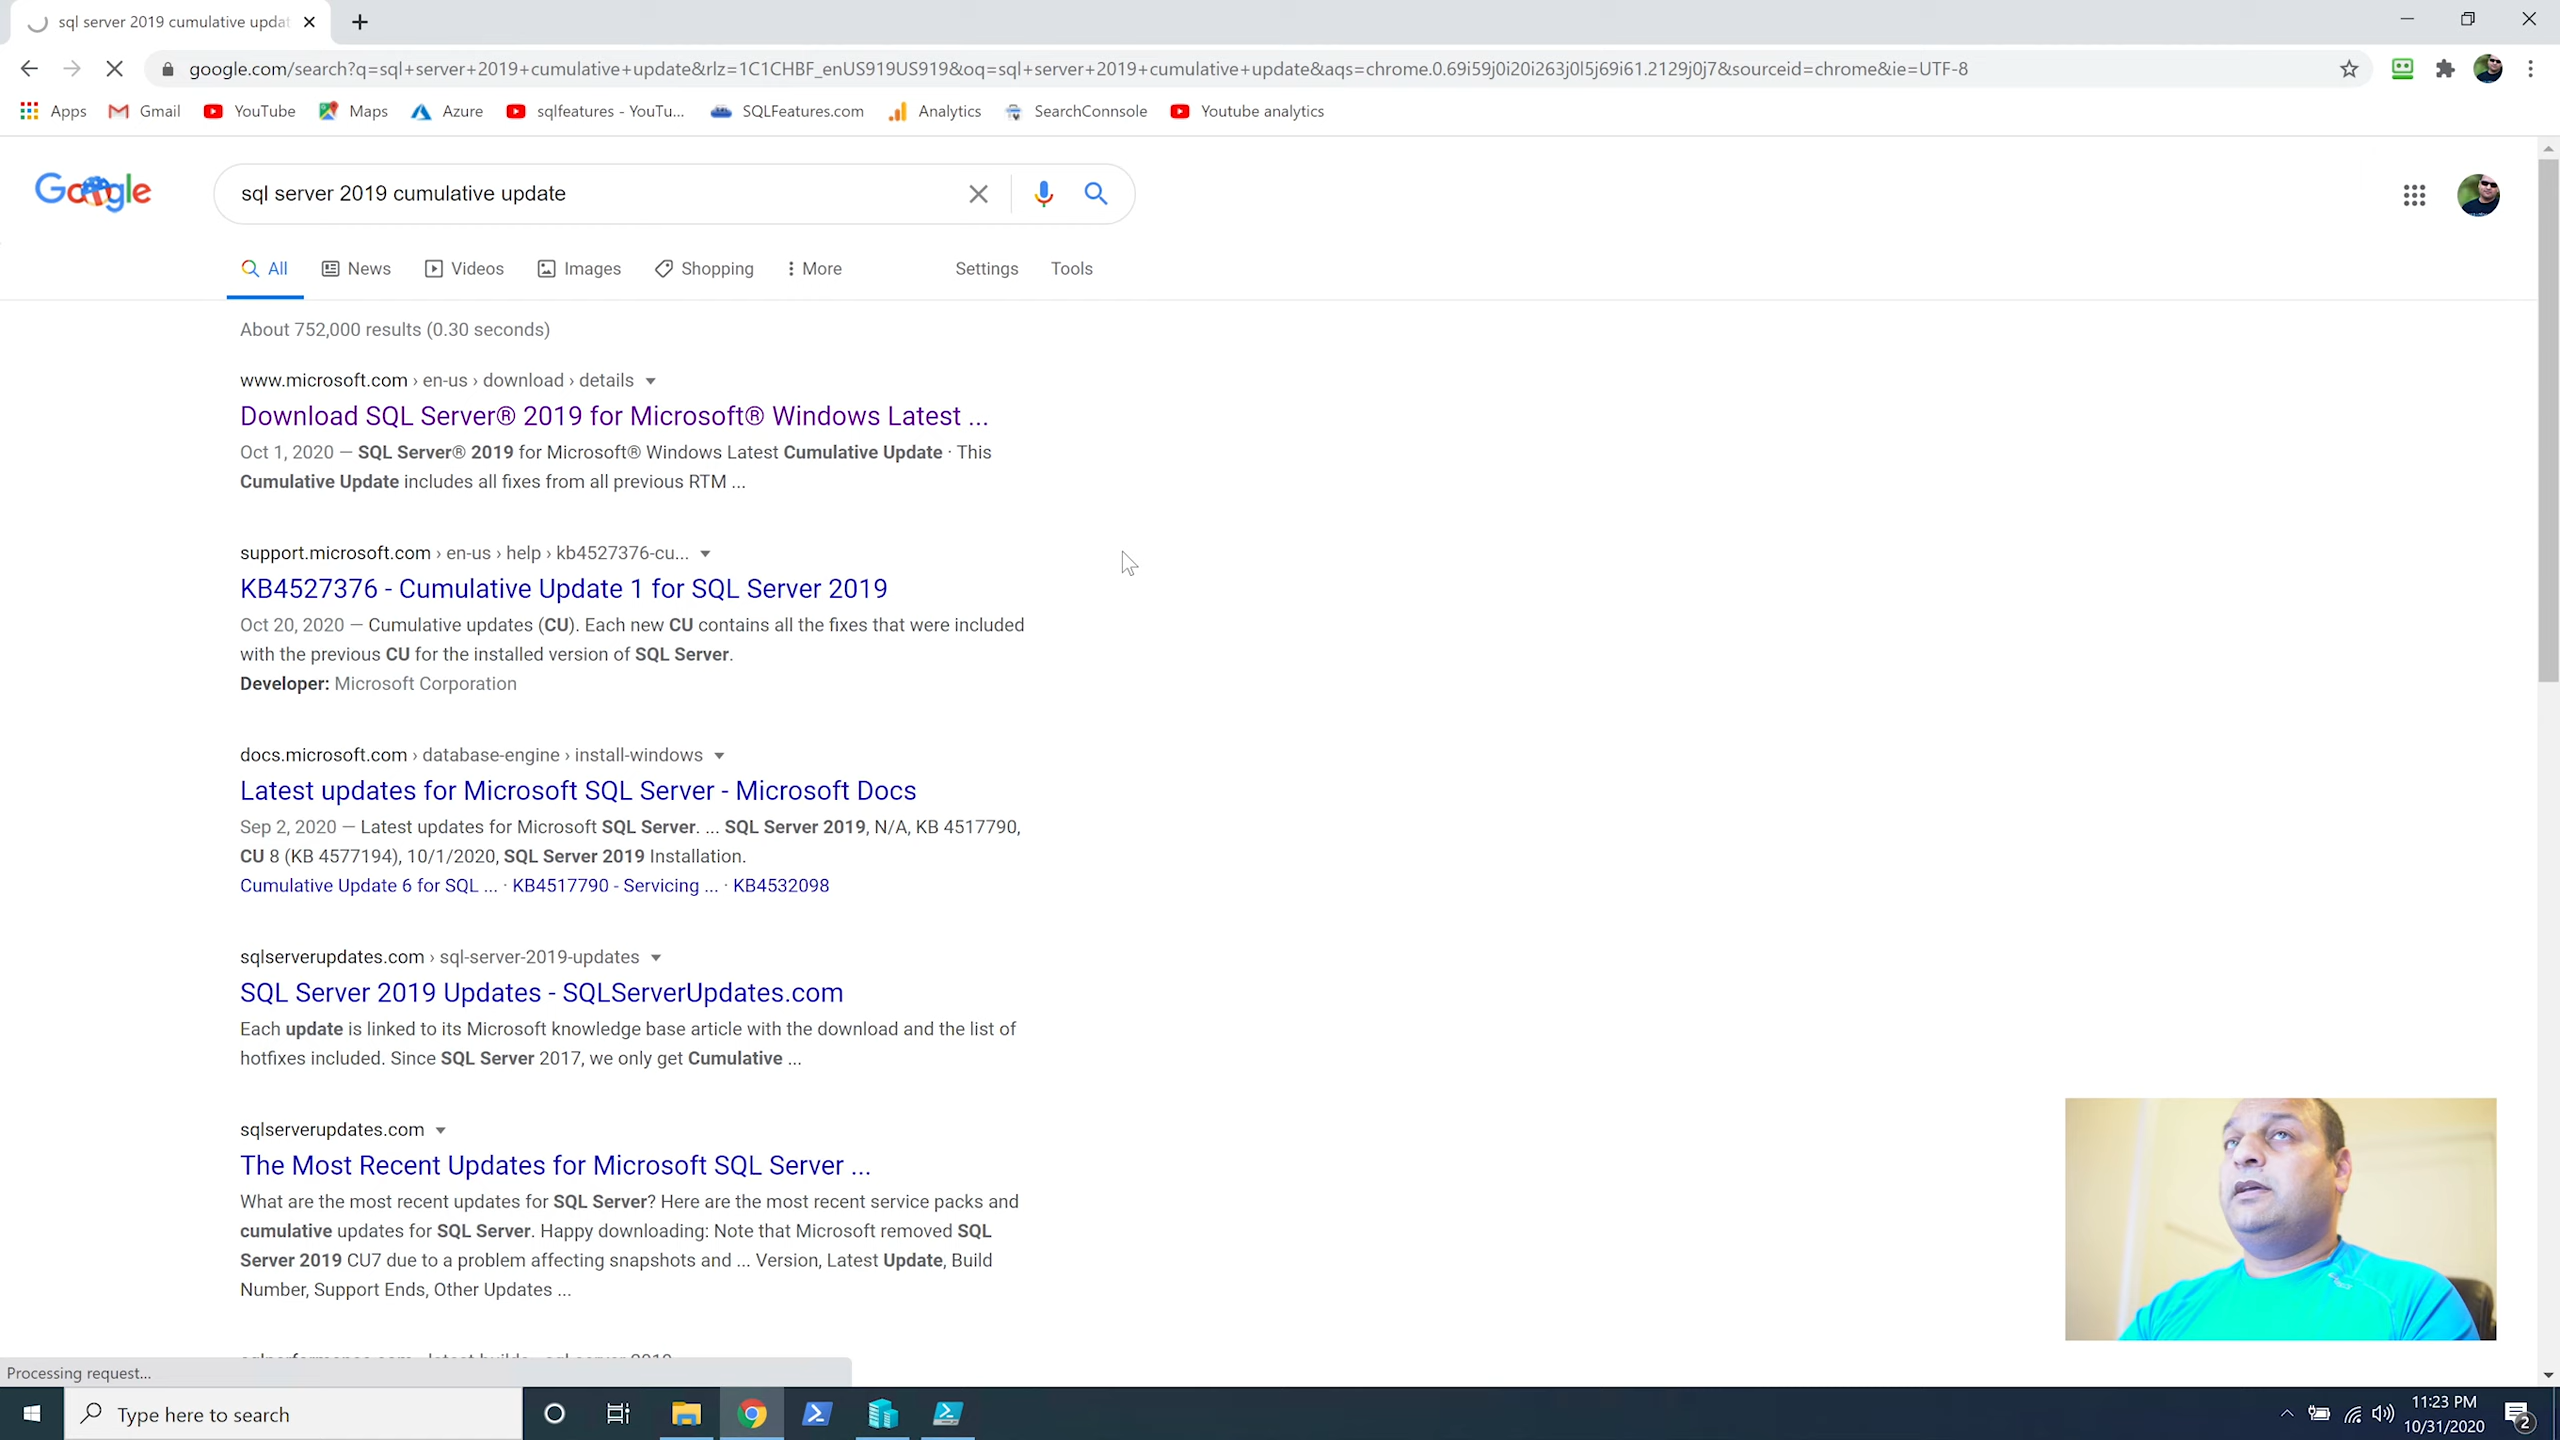 sql server 2019 cumulative updat
google.com/search?q=sql+server+2019+cumulative+update&rlz=1C1CHBF_enUS919US919&oq=sql+server+2019+cumulative+update&aqs=chrome.0.69i59j0i20i263j0l5j69i61.2129j0j7&sourceid=chrome&ie=UTF-8
Apps Gmail YouTube Maps Azure sqlfeatures - YouTu... SQLFeatures.com Analytics SearchConnsole Youtube analytics
Google sql server 2019 cumulative update
All News Videos Images Shopping More Settings Tools
About 752,000 results (0.30 seconds)
www.microsoft.com › en-us › download › details
Download SQL Server® 2019 for Microsoft® Windows Latest ...
Oct 1, 2020 — SQL Server® 2019 for Microsoft® Windows Latest Cumulative Update · This
Cumulative Update includes all fixes from all previous RTM ...
support.microsoft.com › en-us › help › kb4527376-cu...
KB4527376 - Cumulative Update 1 for SQL Server 2019
Oct 20, 2020 — Cumulative updates (CU). Each new CU contains all the fixes that were included
with the previous CU for the installed version of SQL Server.
Developer: Microsoft Corporation
docs.microsoft.com › database-engine › install-windows
Latest updates for Microsoft SQL Server - Microsoft Docs
Sep 2, 2020 — Latest updates for Microsoft SQL Server. ... SQL Server 2019, N/A, KB 4517790,
CU 8 (KB 4577194), 10/1/2020, SQL Server 2019 Installation.
Cumulative Update 6 for SQL ... · KB4517790 - Servicing ... · KB4532098
sqlserverupdates.com › sql-server-2019-updates
SQL Server 2019 Updates - SQLServerUpdates.com
Each update is linked to its Microsoft knowledge base article with the download and the list of
hotfixes included. Since SQL Server 2017, we only get Cumulative ...
sqlserverupdates.com
The Most Recent Updates for Microsoft SQL Server ...
What are the most recent updates for SQL Server? Here are the most recent service packs and
cumulative updates for SQL Server. Happy downloading: Note that Microsoft removed SQL
Server 2019 CU7 due to a problem affecting snapshots and ... Version, Latest Update, Build
Number, Support Ends, Other Updates ...
Processing request...
Type here to search
11:23 PM
10/31/2020
2